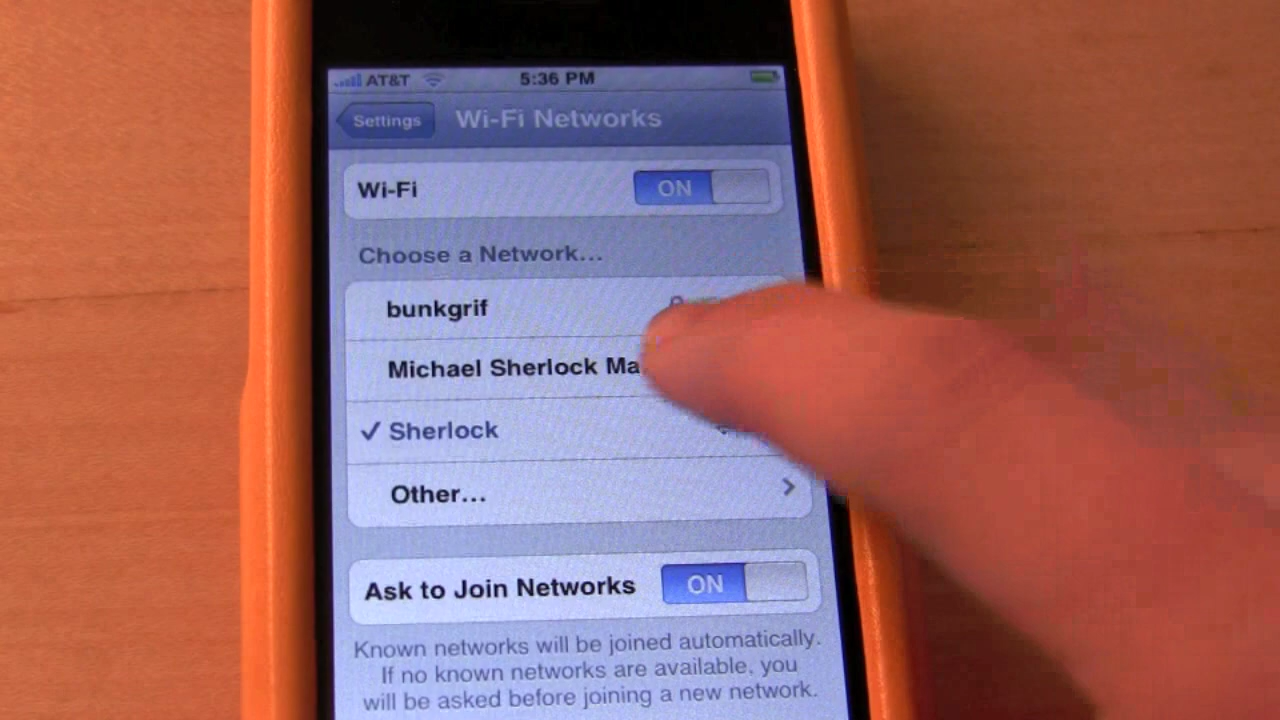 AT&T 5:36 PM
Settings Wi-Fi Networks
Wi-Fi ON
Choose a Network...
bunkgrif
Michael Sherlock
✓ Sherlock
Other...
Ask to Join Networks ON
Known networks will be joined automatically.
If no known networks are available, you
will be asked before joining a new network.